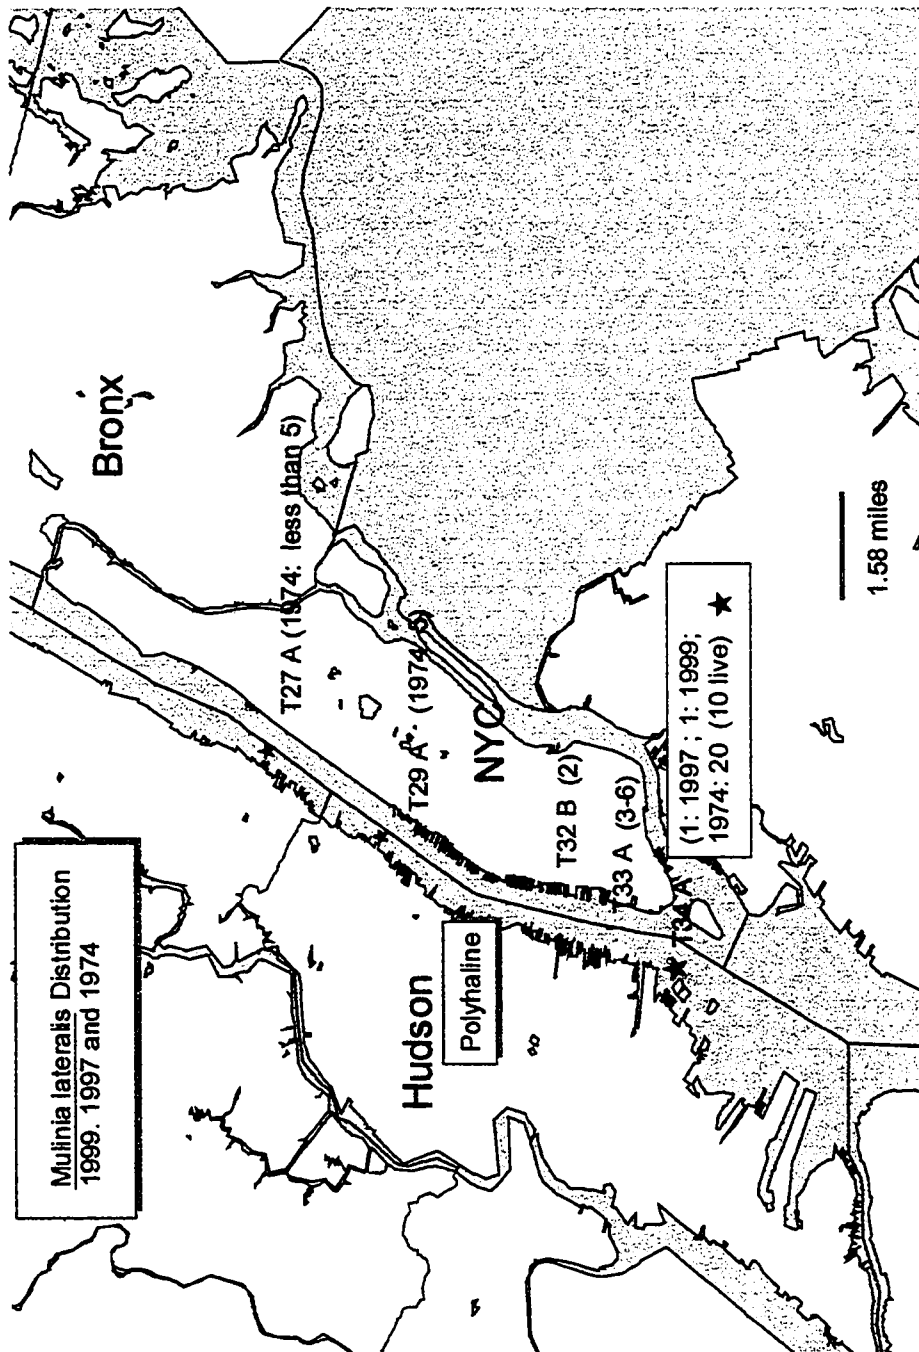 Mulinia lateralis Distribution
1999. 1997 and 1974
Bronx
T27 A (1974: less than 5)
T29 A (1974
NYC
T32 B (2)
T33 A (3-6)
T34 A
Hudson
Polyhaline
(1: 1997 ; 1: 1999;
1974: 20 (10 live) ★
1.58 miles